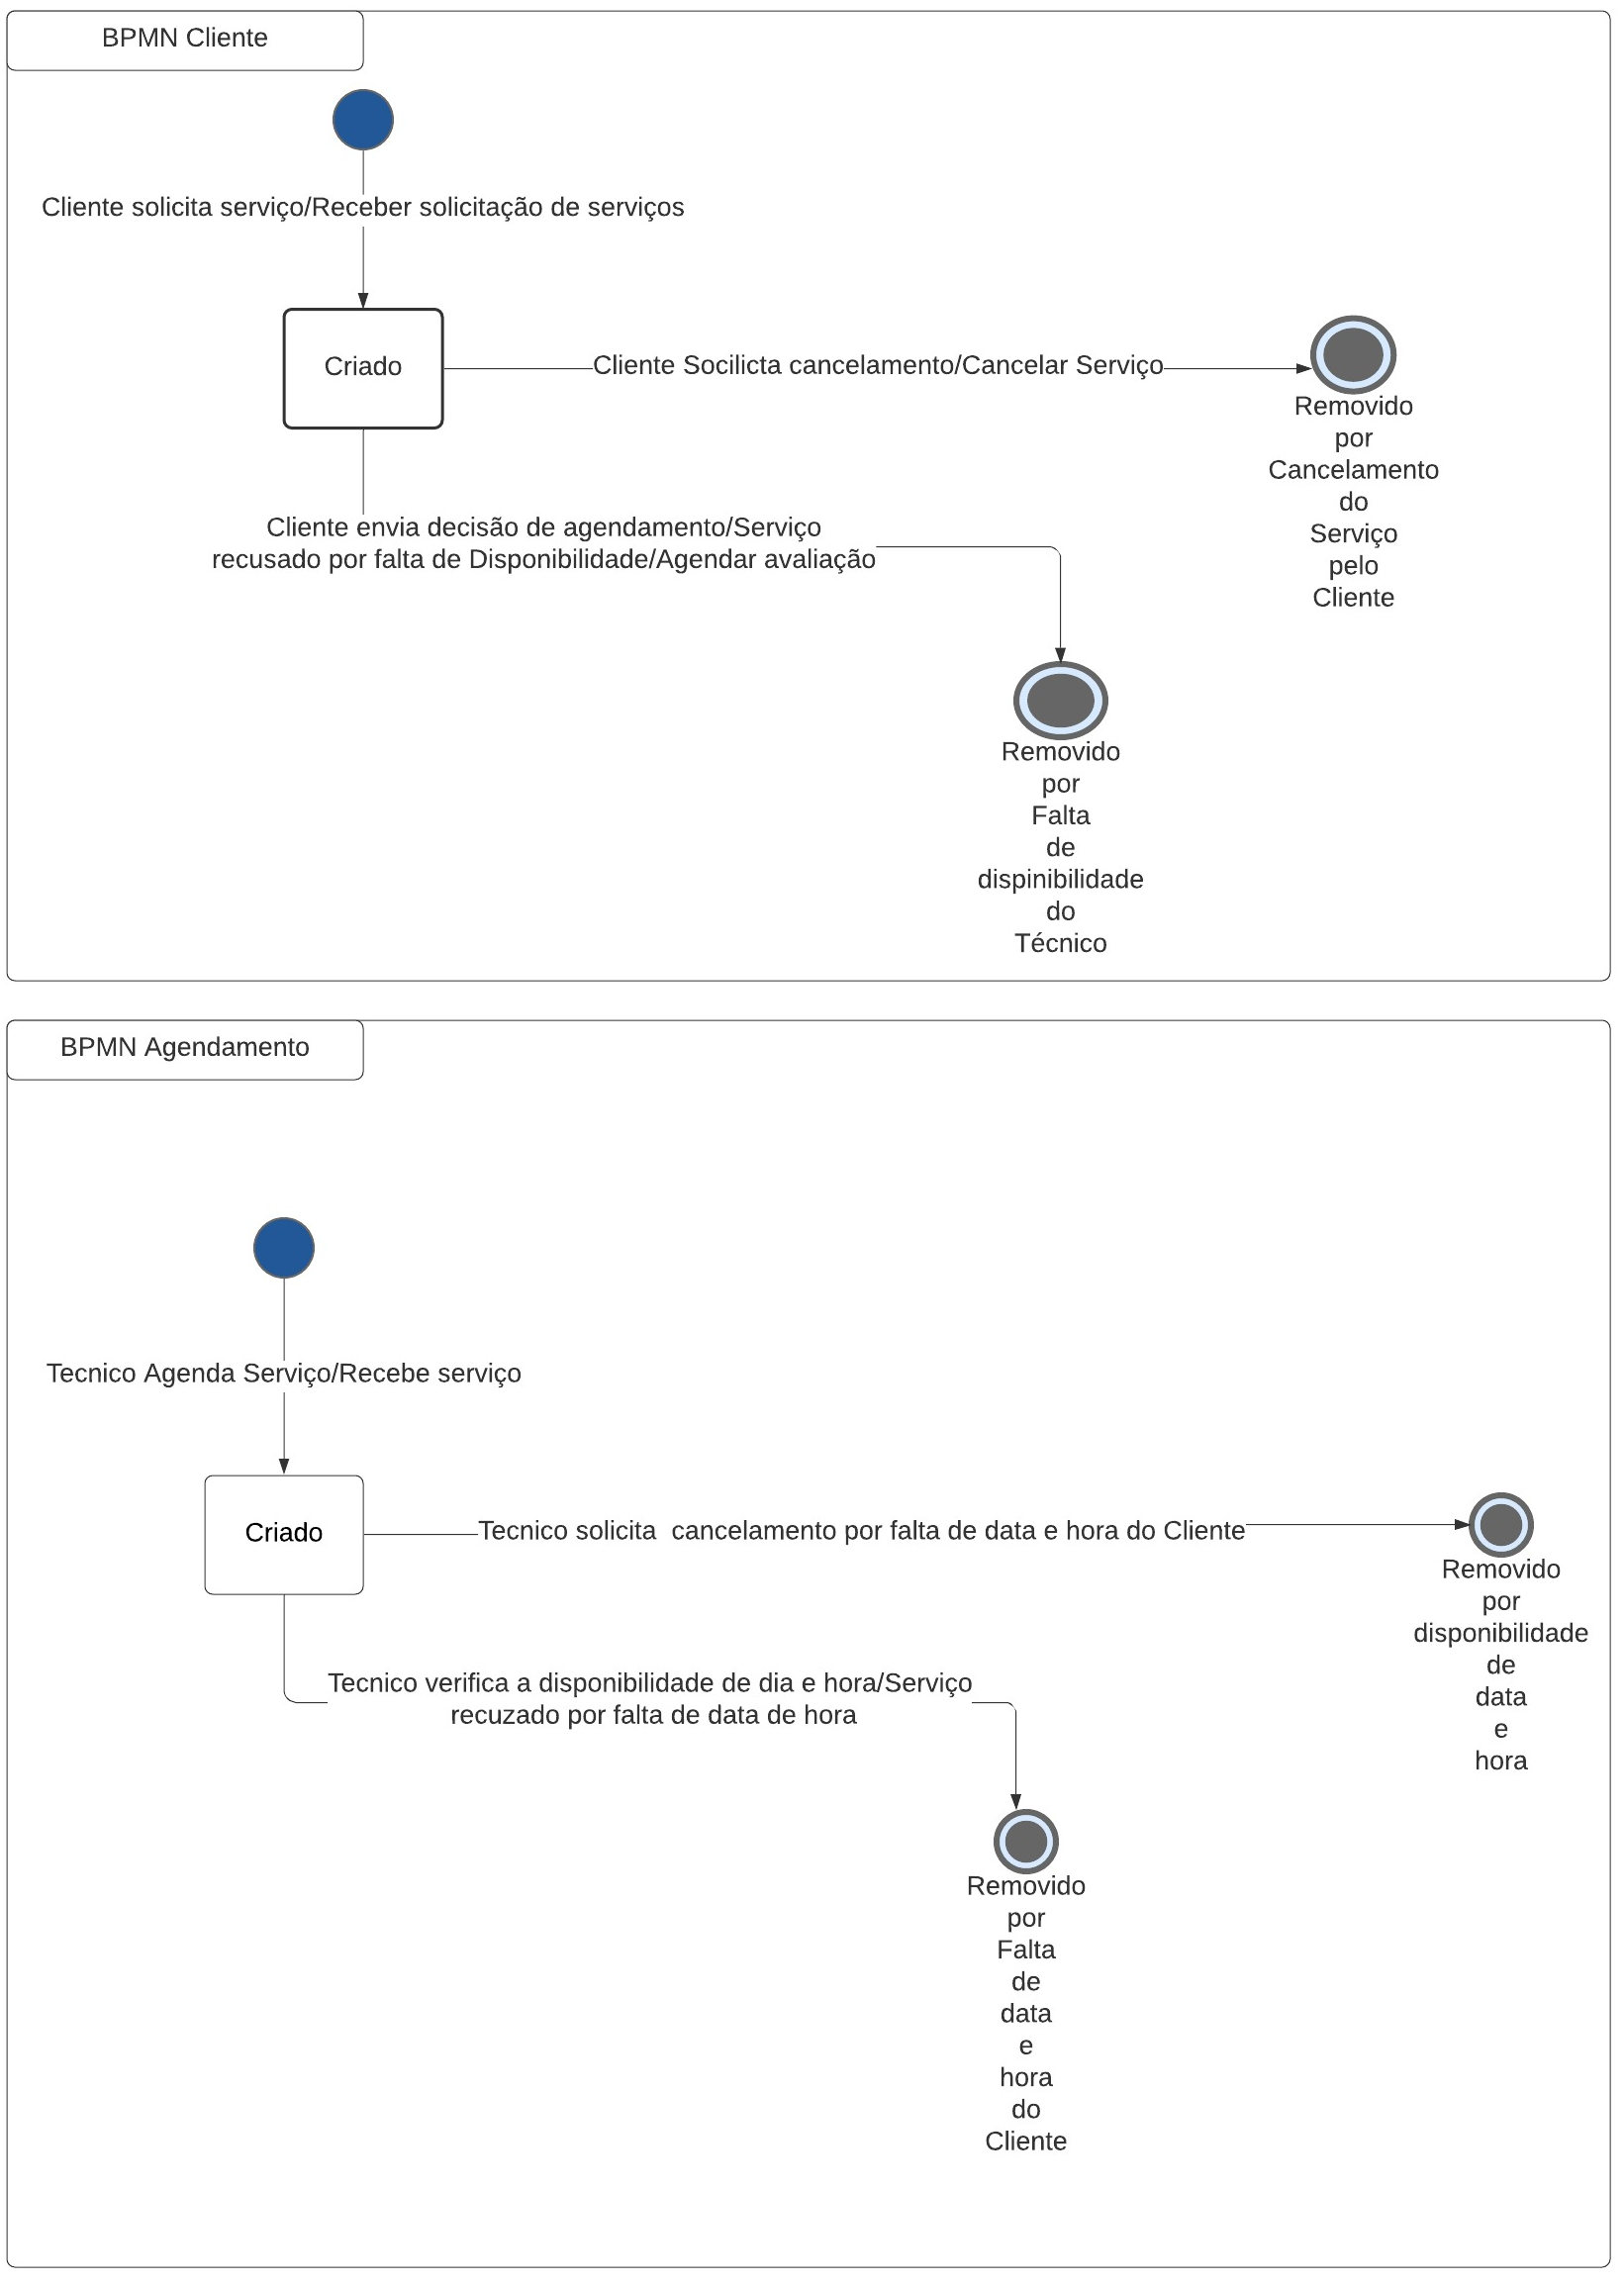 BPMN Cliente
Cliente solicita serviço/Receber solicitação de serviços
Criado
Cliente Socilicta cancelamento/Cancelar Serviço
Removido
por
Cancelamento
do
Serviço
pelo
Cliente
Cliente envia decisão de agendamento/Serviço
recusado por falta de Disponibilidade/Agendar avaliação
Removido
por
Falta
de
dispinibilidade
do
Técnico
BPMN Agendamento
Tecnico Agenda Serviço/Recebe serviço
Criado
Tecnico solicita  cancelamento por falta de data e hora do Cliente
Removido
por
disponibilidade
de
data
e
hora
Tecnico verifica a disponibilidade de dia e hora/Serviço
recuzado por falta de data de hora
Removido
por
Falta
de
data
e
hora
do
Cliente